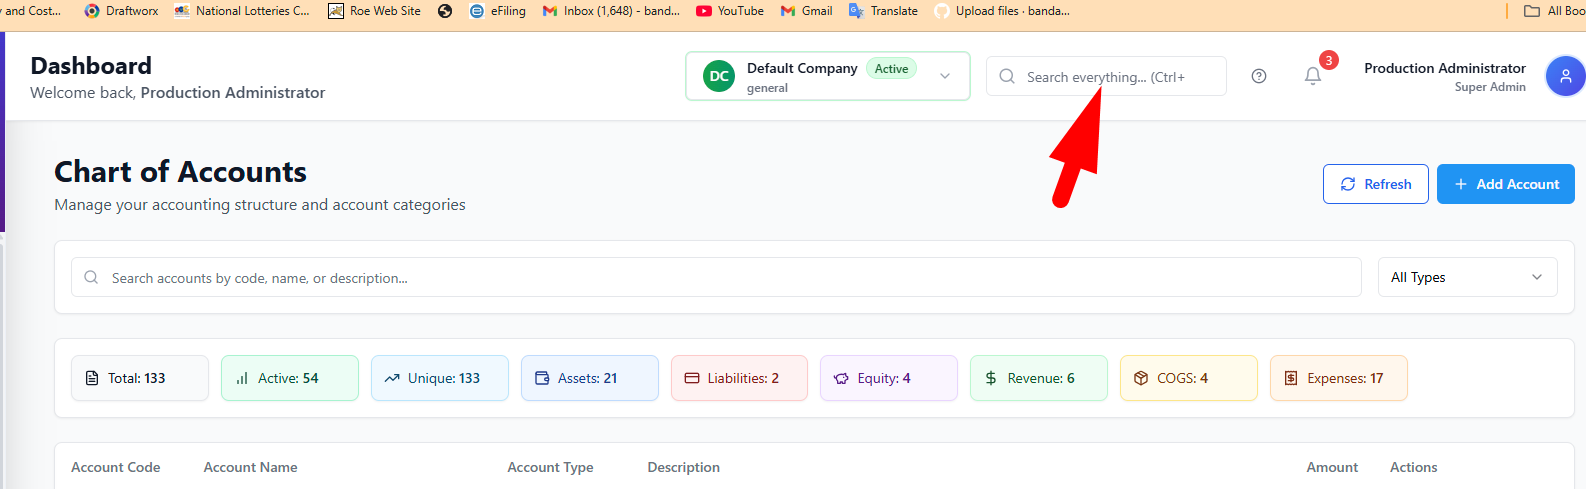 and Cost... Draftworx National Lotteries C... Roe Web Site eFiling Inbox (1,648) - band... YouTube Gmail Translate Upload files · banda... All Boo
Dashboard
Welcome back, Production Administrator
DC Default Company Active
general
Search everything... (Ctrl+
3
Production Administrator
Super Admin
Chart of Accounts
Manage your accounting structure and account categories
Refresh
+ Add Account
Search accounts by code, name, or description...
All Types
Total: 133 Active: 54 Unique: 133 Assets: 21 Liabilities: 2 Equity: 4 Revenue: 6 COGS: 4 Expenses: 17
Account Code Account Name Account Type Description Amount Actions